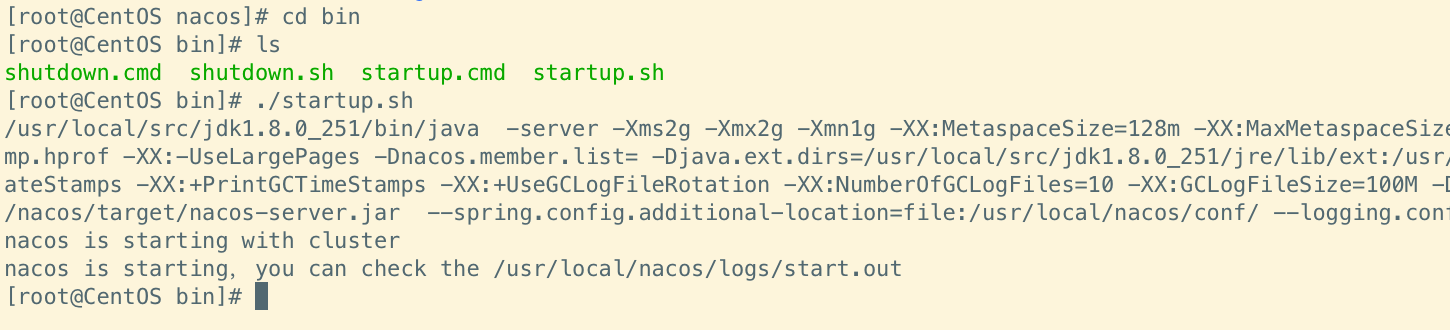 [root@CentOS nacos]# cd bin
[root@CentOS bin]# ls
shutdown.cmd  shutdown.sh  startup.cmd  startup.sh
[root@CentOS bin]# ./startup.sh
/usr/local/src/jdk1.8.0_251/bin/java  -server -Xms2g -Xmx2g -Xmn1g -XX:MetaspaceSize=128m -XX:MaxMetaspaceSize
mp.hprof -XX:-UseLargePages -Dnacos.member.list= -Djava.ext.dirs=/usr/local/src/jdk1.8.0_251/jre/lib/ext:/usr/
ateStamps -XX:+PrintGCTimeStamps -XX:+UseGCLogFileRotation -XX:NumberOfGCLogFiles=10 -XX:GCLogFileSize=100M -D
/nacos/target/nacos-server.jar  --spring.config.additional-location=file:/usr/local/nacos/conf/ --logging.conf
nacos is starting with cluster
nacos is starting, you can check the /usr/local/nacos/logs/start.out
[root@CentOS bin]#